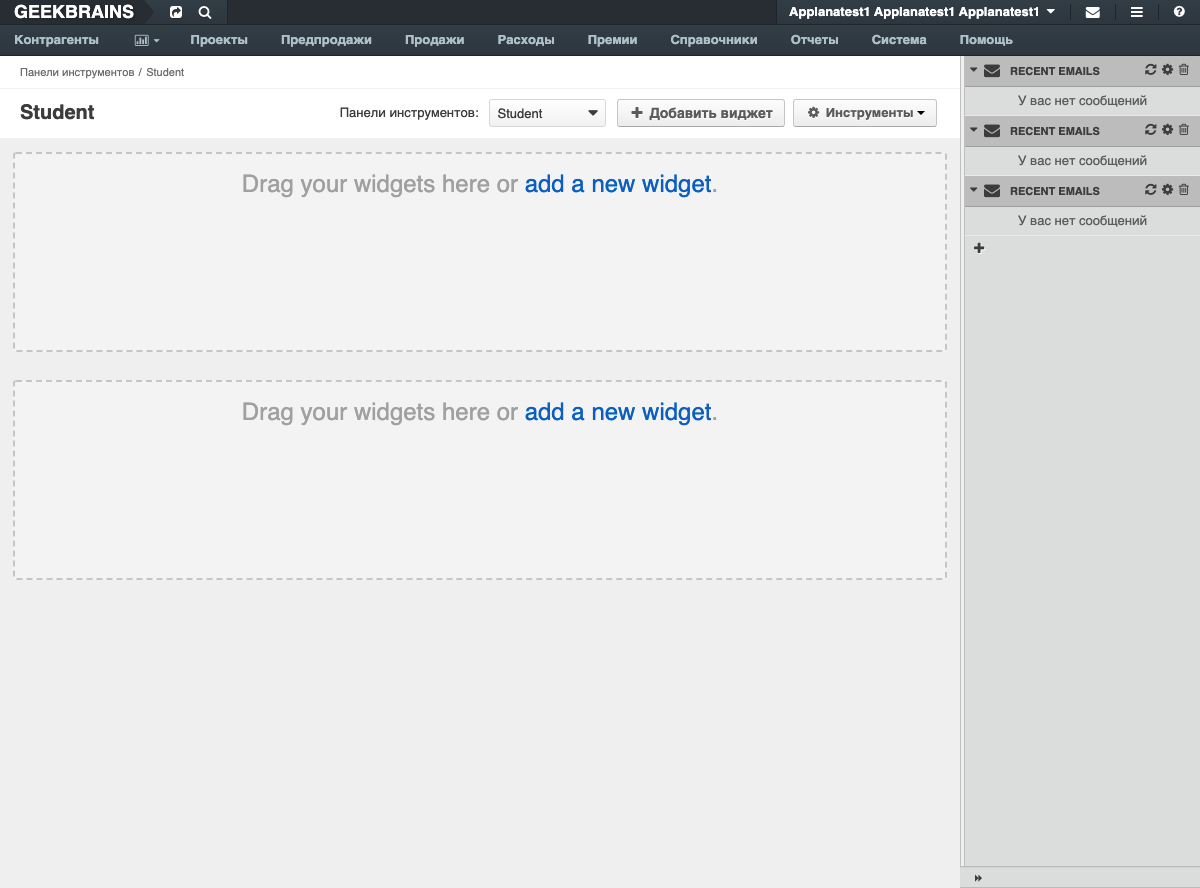 GEEKBRAINS
Applanatest1 Applanatest1 Applanatest1
Контрагенты Проекты Предпродажи Продажи Расходы Премии Справочники Отчеты Система Помощь
Панели инструментов / Student
Student
Панели инструментов: Student Добавить виджет Инструменты
Drag your widgets here or add a new widget.
Drag your widgets here or add a new widget.
RECENT EMAILS
У вас нет сообщений
RECENT EMAILS
У вас нет сообщений
RECENT EMAILS
У вас нет сообщений